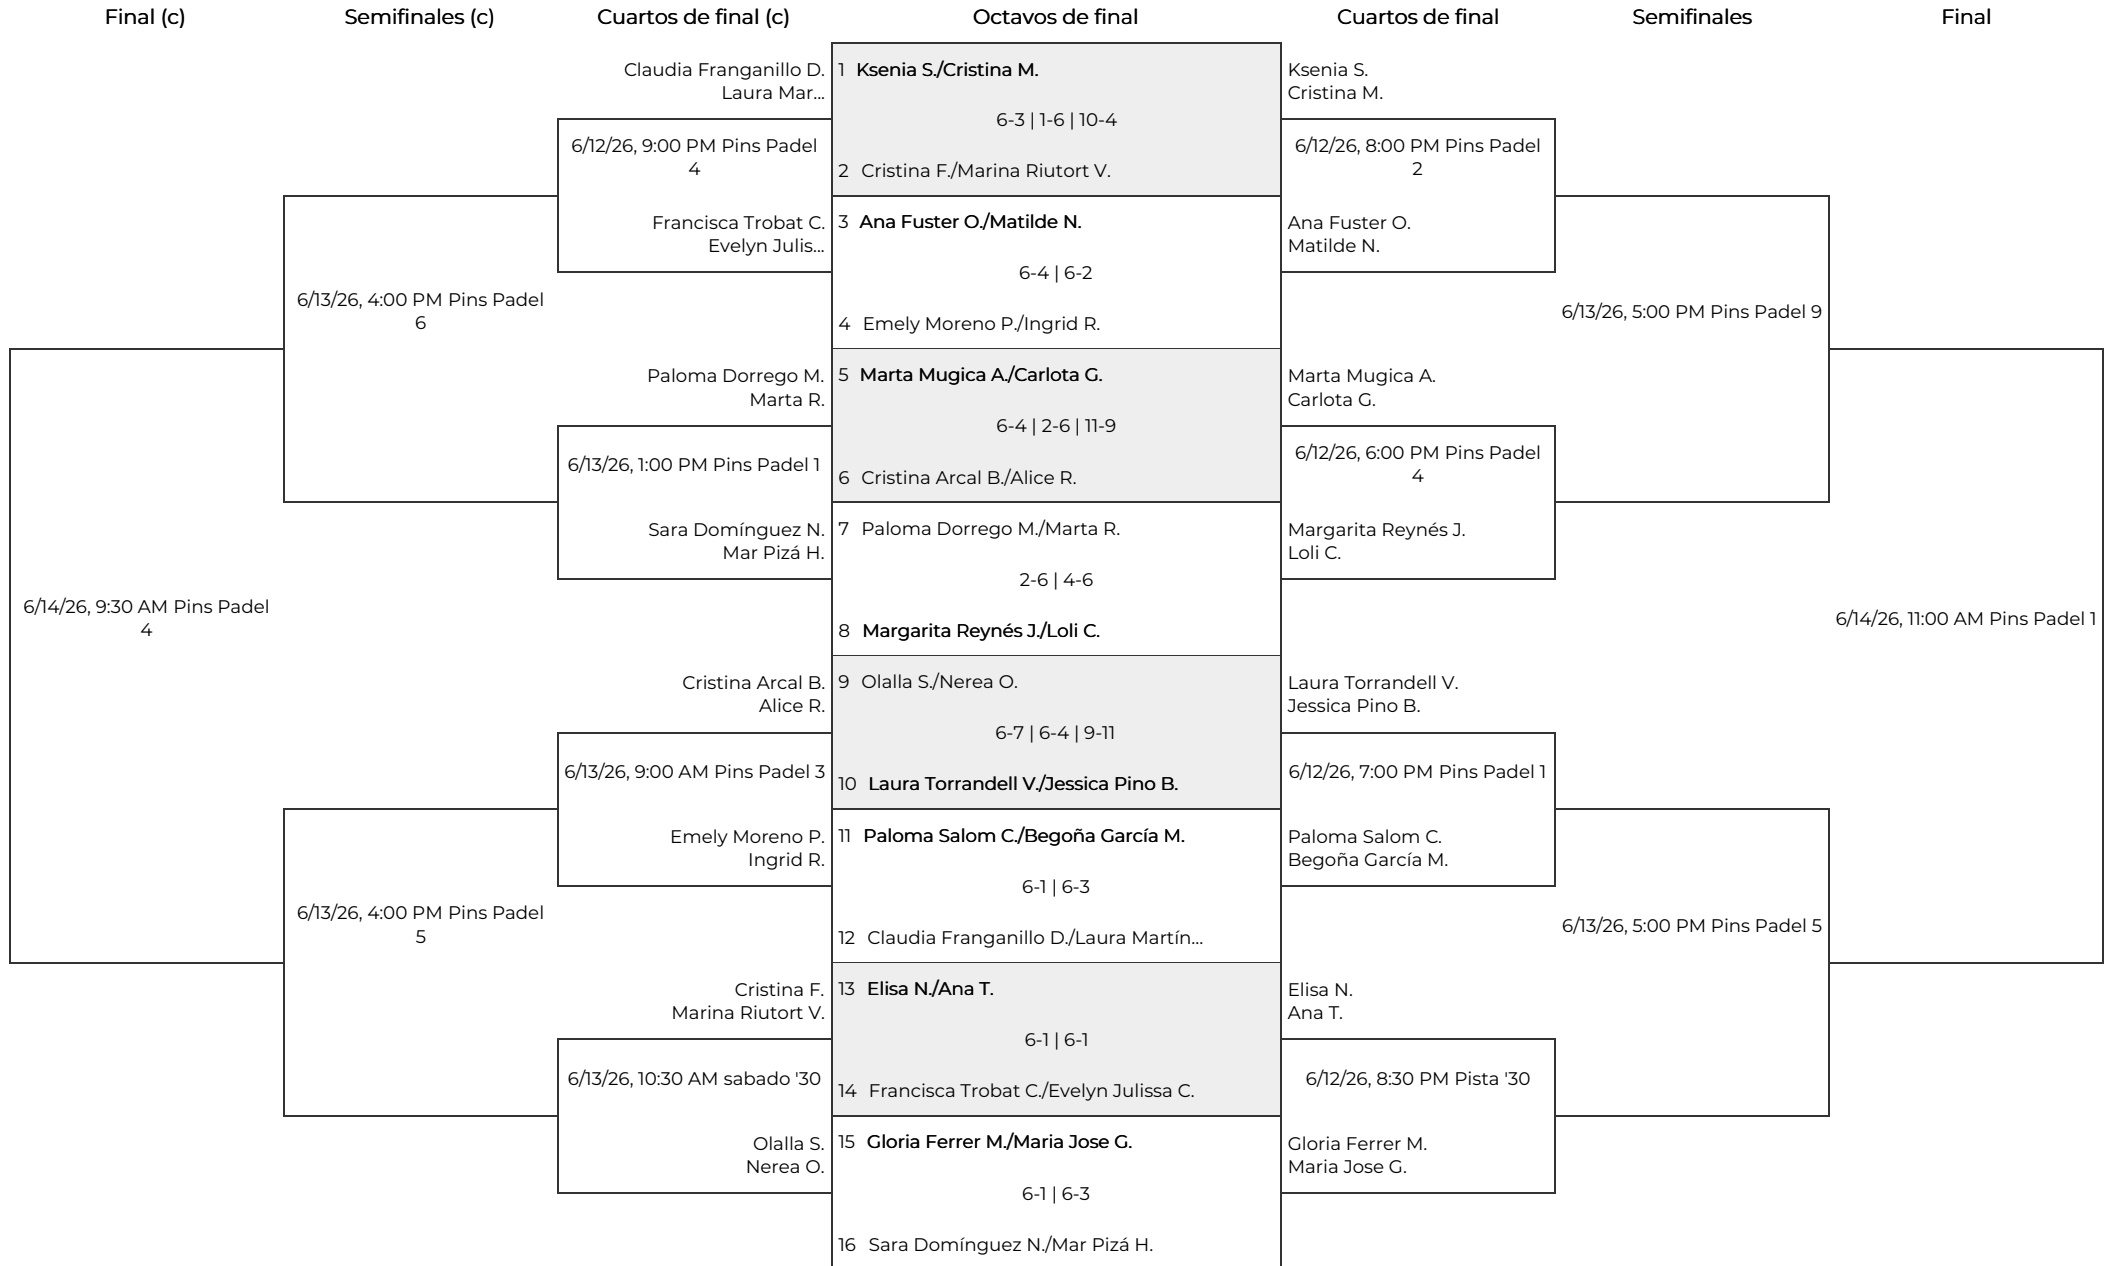 Final (c)
Semifinales (c)
Cuartos de final (c)
Octavos de final
Cuartos de final
Semifinales
Final
6/14/26, 9:30 AM Pins Padel
4
6/13/26, 4:00 PM Pins Padel
6
6/13/26, 4:00 PM Pins Padel
5
Claudia Franganillo D.
Laura Mar...
6/12/26, 9:00 PM Pins Padel
4
Francisca Trobat C.
Evelyn Julis...
Paloma Dorrego M.
Marta R.
6/13/26, 1:00 PM Pins Padel 1
Sara Domínguez N.
Mar Pizá H.
Cristina Arcal B.
Alice R.
6/13/26, 9:00 AM Pins Padel 3
Emely Moreno P.
Ingrid R.
Cristina F.
Marina Riutort V.
6/13/26, 10:30 AM sabado '30
Olalla S.
Nerea O.
1 Ksenia S./Cristina M.
6-3 | 1-6 | 10-4
2 Cristina F./Marina Riutort V.
3 Ana Fuster O./Matilde N.
6-4 | 6-2
4 Emely Moreno P./Ingrid R.
5 Marta Mugica A./Carlota G.
6-4 | 2-6 | 11-9
6 Cristina Arcal B./Alice R.
7 Paloma Dorrego M./Marta R.
2-6 | 4-6
8 Margarita Reynés J./Loli C.
9 Olalla S./Nerea O.
6-7 | 6-4 | 9-11
10 Laura Torrandell V./Jessica Pino B.
11 Paloma Salom C./Begoña García M.
6-1 | 6-3
12 Claudia Franganillo D./Laura Martín...
13 Elisa N./Ana T.
6-1 | 6-1
14 Francisca Trobat C./Evelyn Julissa C.
15 Gloria Ferrer M./Maria Jose G.
6-1 | 6-3
16 Sara Domínguez N./Mar Pizá H.
Ksenia S.
Cristina M.
6/12/26, 8:00 PM Pins Padel
2
Ana Fuster O.
Matilde N.
Marta Mugica A.
Carlota G.
6/12/26, 6:00 PM Pins Padel
4
Margarita Reynés J.
Loli C.
Laura Torrandell V.
Jessica Pino B.
6/12/26, 7:00 PM Pins Padel 1
Paloma Salom C.
Begoña García M.
Elisa N.
Ana T.
6/12/26, 8:30 PM Pista '30
Gloria Ferrer M.
Maria Jose G.
6/13/26, 5:00 PM Pins Padel 9
6/13/26, 5:00 PM Pins Padel 5
6/14/26, 11:00 AM Pins Padel 1